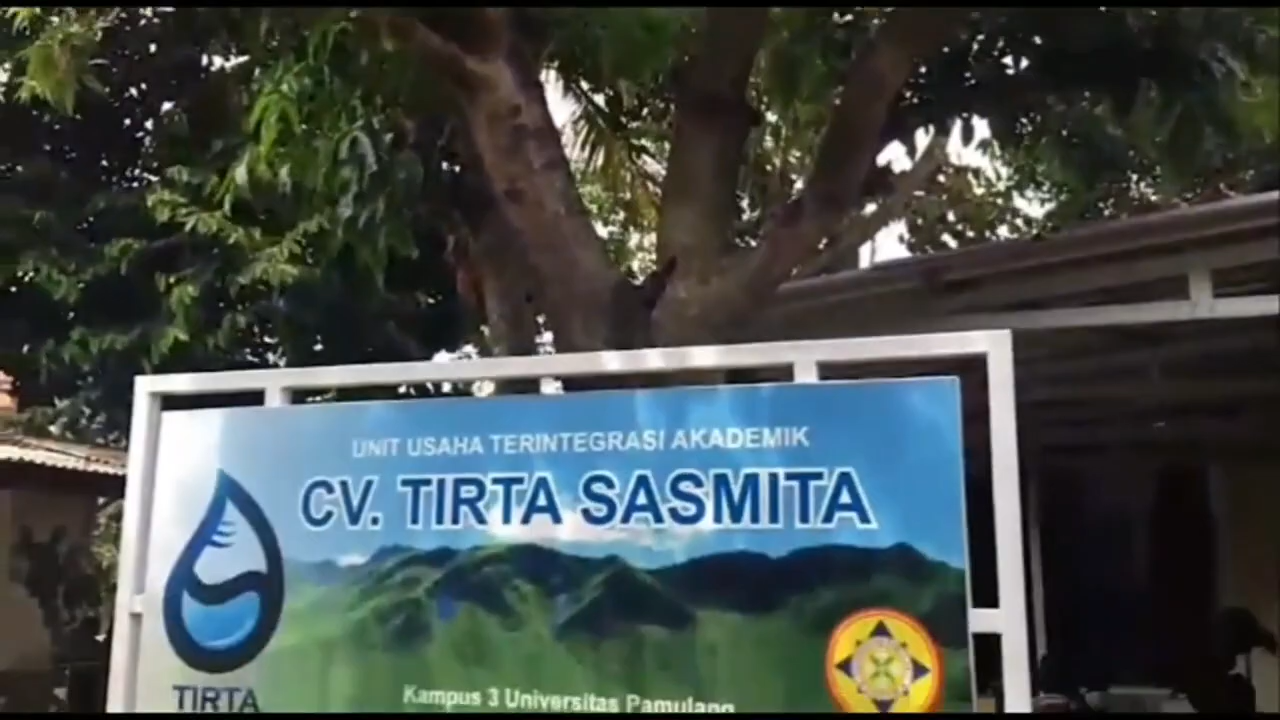 UNIT USAHA TERINTEGRASI AKADEMIK
CV. TIRTA SASMITA
TIRTA
Kampus 3 Universitas Pamulang